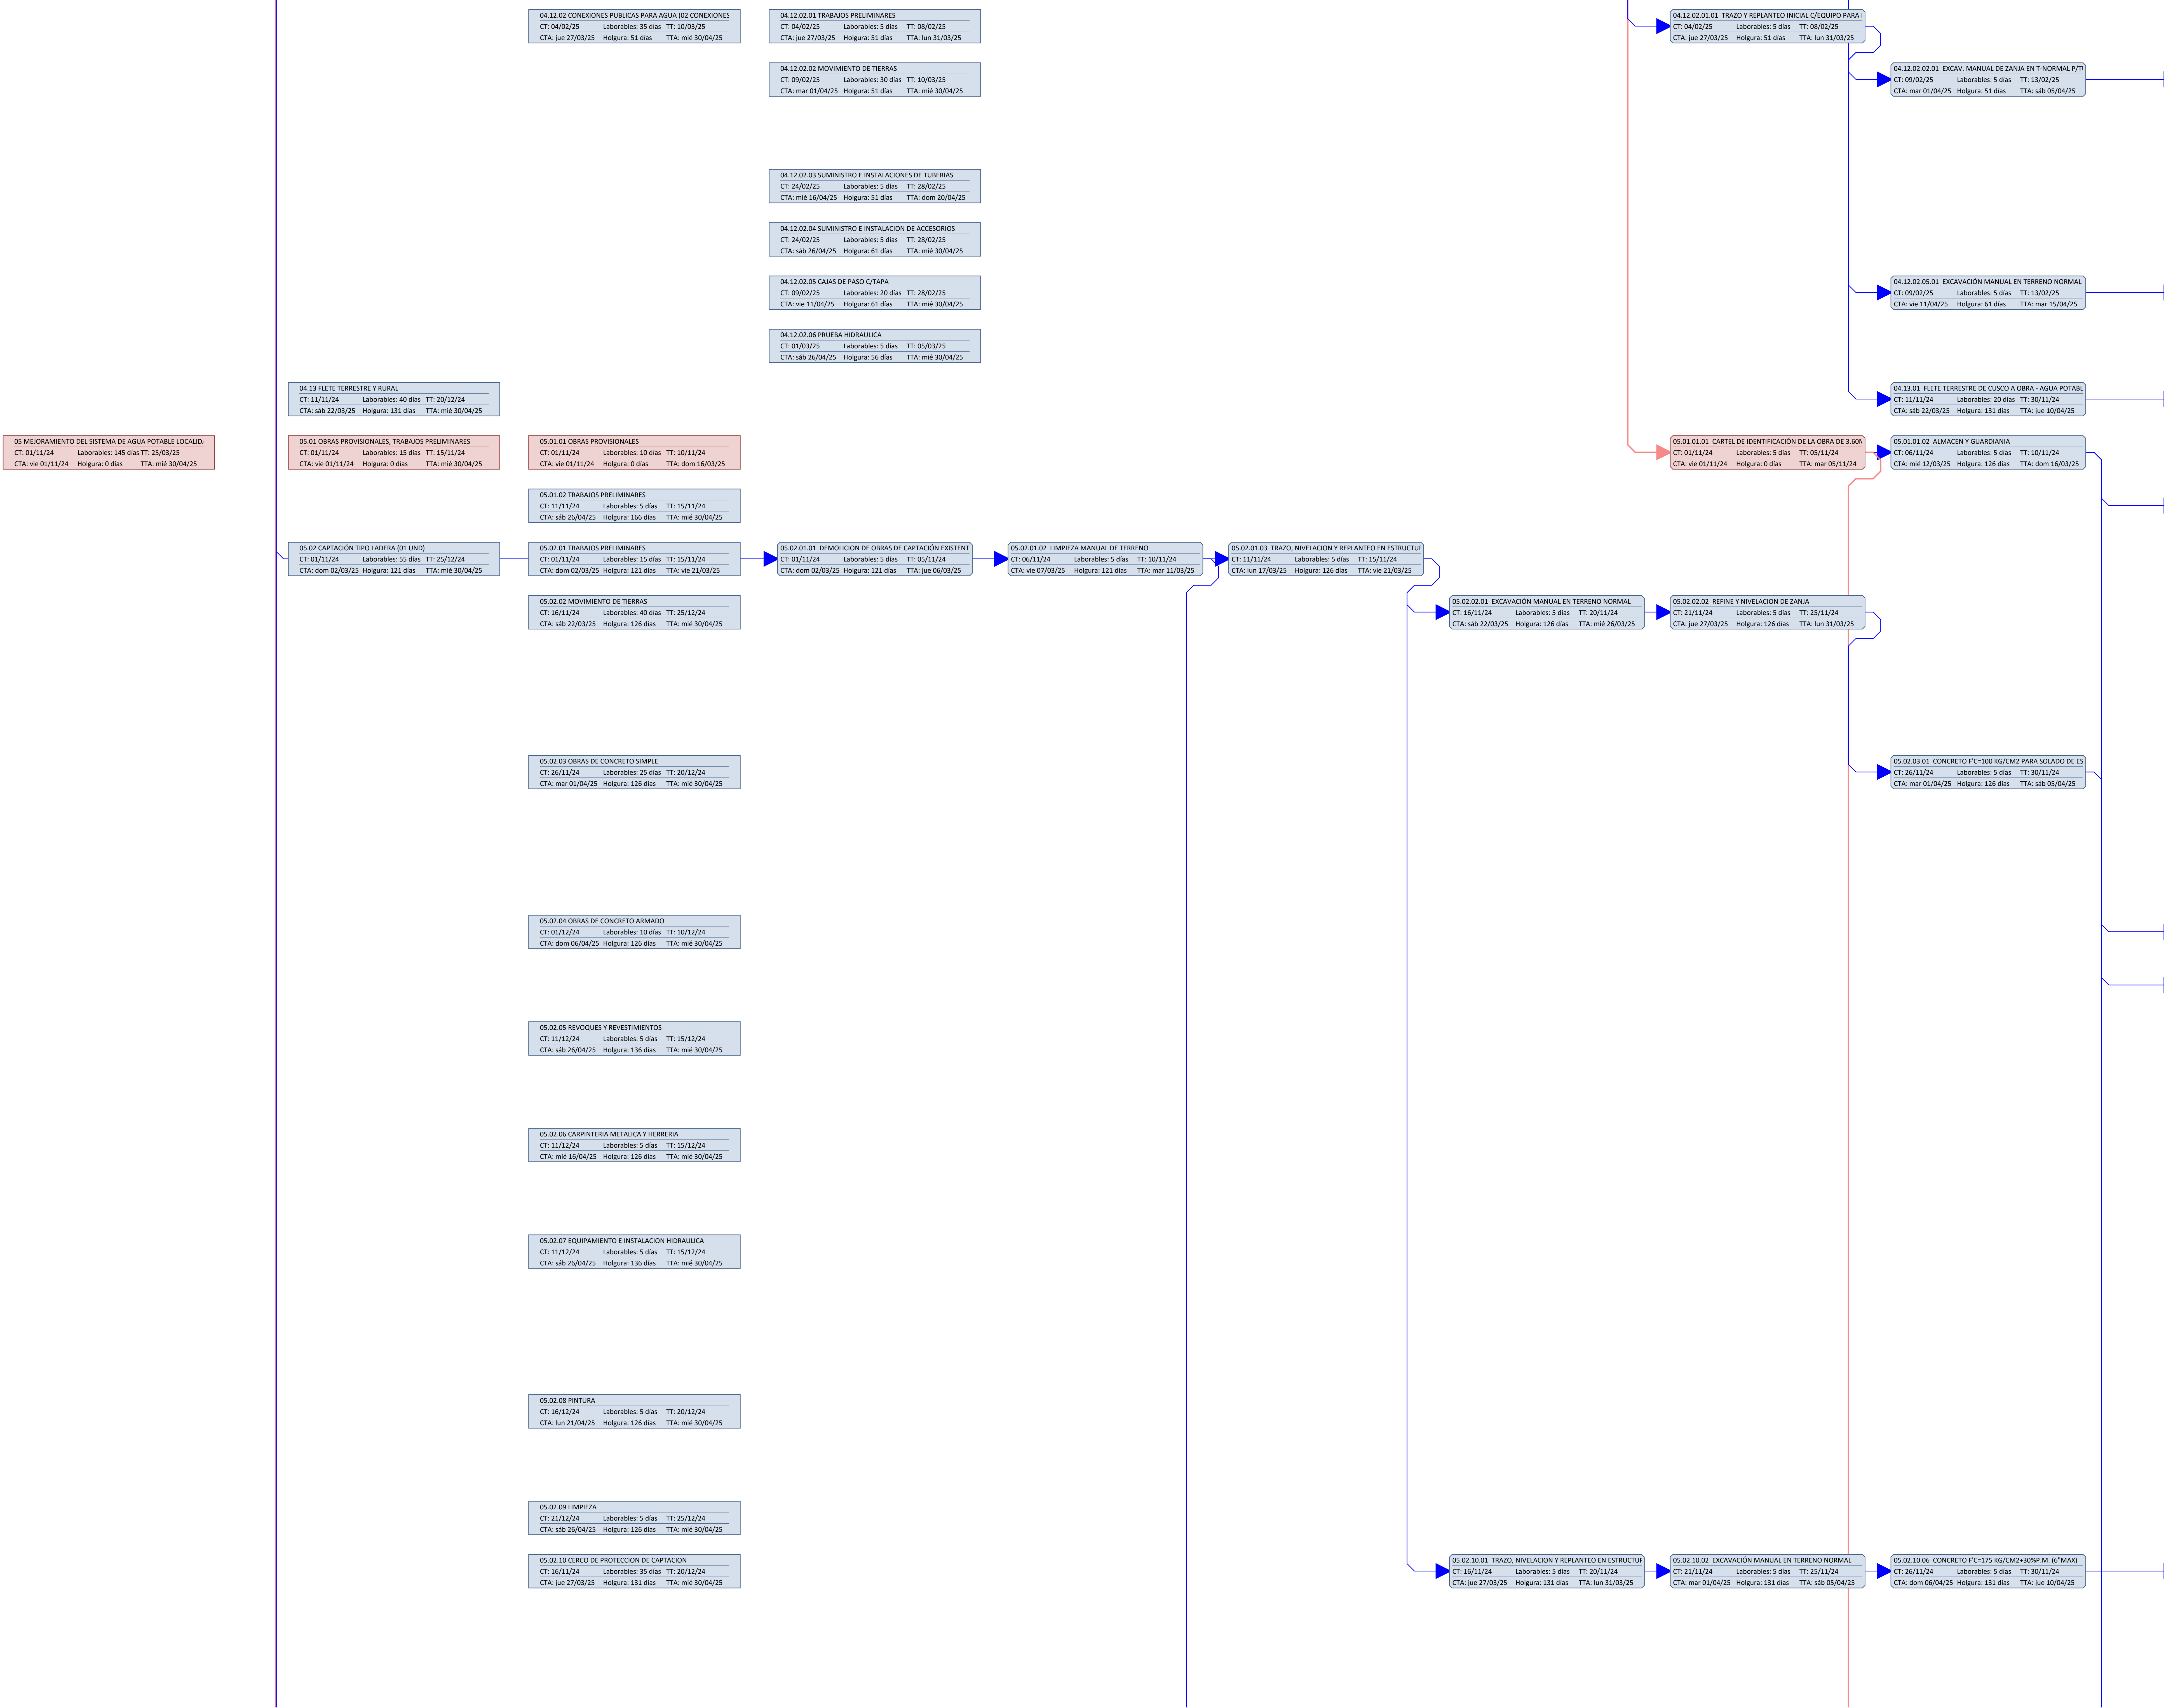 04.12.02 CONEXIONES PUBLICAS PARA AGUA (02 CONEXIONES
CT: 04/02/25 Laborables: 35 días TT: 10/03/25
CTA: jue 27/03/25 Holgura: 51 días TTA: mié 30/04/25
04.12.02.01 TRABAJOS PRELIMINARES
CT: 04/02/25 Laborables: 5 días TT: 08/02/25
CTA: jue 27/03/25 Holgura: 51 días TTA: lun 31/03/25
04.12.02.01.01 TRAZO Y REPLANTEO INICIAL C/EQUIPO PARA
CT: 04/02/25 Laborables: 5 días TT: 08/02/25
CTA: jue 27/03/25 Holgura: 51 días TTA: lun 31/03/25
04.12.02.02 MOVIMIENTO DE TIERRAS
CT: 09/02/25 Laborables: 30 días TT: 10/03/25
CTA: mar 01/04/25 Holgura: 51 días TTA: mié 30/04/25
04.12.02.02.01 EXCAV. MANUAL DE ZANJA EN T-NORMAL P/T
CT: 09/02/25 Laborables: 5 días TT: 13/02/25
CTA: mar 01/04/25 Holgura: 51 días TTA: sáb 05/04/25
04.12.02.03 SUMINISTRO E INSTALACIONES DE TUBERIAS
CT: 24/02/25 Laborables: 5 días TT: 28/02/25
CTA: mié 16/04/25 Holgura: 51 días TTA: dom 20/04/25
04.12.02.04 SUMINISTRO E INSTALACION DE ACCESORIOS
CT: 24/02/25 Laborables: 5 días TT: 28/02/25
CTA: sáb 26/04/25 Holgura: 61 días TTA: mié 30/04/25
04.12.02.05 CAJAS DE PASO C/TAPA
CT: 09/02/25 Laborables: 20 días TT: 28/02/25
CTA: vie 11/04/25 Holgura: 61 días TTA: mié 30/04/25
04.12.02.05.01 EXCAVACIÓN MANUAL EN TERRENO NORMAL
CT: 09/02/25 Laborables: 5 días TT: 13/02/25
CTA: vie 11/04/25 Holgura: 61 días TTA: mar 15/04/25
04.12.02.06 PRUEBA HIDRAULICA
CT: 01/03/25 Laborables: 5 días TT: 05/03/25
CTA: sáb 26/04/25 Holgura: 56 días TTA: mié 30/04/25
04.13 FLETE TERRESTRE Y RURAL
CT: 11/11/24 Laborables: 40 días TT: 20/12/24
CTA: sáb 22/03/25 Holgura: 131 días TTA: mié 30/04/25
04.13.01 FLETE TERRESTRE DE CUSCO A OBRA - AGUA POTABL
CT: 11/11/24 Laborables: 20 días TT: 30/11/24
CTA: sáb 22/03/25 Holgura: 131 días TTA: jue 10/04/25
05 MEJORAMIENTO DEL SISTEMA DE AGUA POTABLE LOCALID
CT: 01/11/24 Laborables: 145 días TT: 25/03/25
CTA: vie 01/11/24 Holgura: 0 días TTA: mié 30/04/25
05.01 OBRAS PROVISIONALES, TRABAJOS PRELIMINARES
CT: 01/11/24 Laborables: 15 días TT: 15/11/24
CTA: vie 01/11/24 Holgura: 0 días TTA: mié 30/04/25
05.01.01 OBRAS PROVISIONALES
CT: 01/11/24 Laborables: 10 días TT: 10/11/24
CTA: vie 01/11/24 Holgura: 0 días TTA: dom 16/03/25
05.01.01.01 CARTEL DE IDENTIFICACIÓN DE LA OBRA DE 3.60
CT: 01/11/24 Laborables: 5 días TT: 05/11/24
CTA: vie 01/11/24 Holgura: 0 días TTA: mar 05/11/24
05.01.01.02 ALMACEN Y GUARDIANIA
CT: 06/11/24 Laborables: 5 días TT: 10/11/24
CTA: mié 12/03/25 Holgura: 126 días TTA: dom 16/03/25
05.01.02 TRABAJOS PRELIMINARES
CT: 11/11/24 Laborables: 5 días TT: 15/11/24
CTA: sáb 26/04/25 Holgura: 166 días TTA: mié 30/04/25
05.02 CAPTACIÓN TIPO LADERA (01 UND)
CT: 01/11/24 Laborables: 55 días TT: 25/12/24
CTA: dom 02/03/25 Holgura: 121 días TTA: mié 30/04/25
05.02.01 TRABAJOS PRELIMINARES
CT: 01/11/24 Laborables: 15 días TT: 15/11/24
CTA: dom 02/03/25 Holgura: 121 días TTA: vie 21/03/25
05.02.01.01 DEMOLICION DE OBRAS DE CAPTACIÓN EXISTENT
CT: 01/11/24 Laborables: 5 días TT: 05/11/24
CTA: dom 02/03/25 Holgura: 121 días TTA: jue 06/03/25
05.02.01.02 LIMPIEZA MANUAL DE TERRENO
CT: 06/11/24 Laborables: 5 días TT: 10/11/24
CTA: vie 07/03/25 Holgura: 121 días TTA: mar 11/03/25
05.02.01.03 TRAZO, NIVELACION Y REPLANTEO EN ESTRUCTUR
CT: 11/11/24 Laborables: 5 días TT: 15/11/24
CTA: lun 17/03/25 Holgura: 126 días TTA: vie 21/03/25
05.02.02 MOVIMIENTO DE TIERRAS
CT: 16/11/24 Laborables: 40 días TT: 25/12/24
CTA: sáb 22/03/25 Holgura: 126 días TTA: mié 30/04/25
05.02.02.01 EXCAVACIÓN MANUAL EN TERRENO NORMAL
CT: 16/11/24 Laborables: 5 días TT: 20/11/24
CTA: sáb 22/03/25 Holgura: 126 días TTA: mié 26/03/25
05.02.02.02 REFINE Y NIVELACION DE ZANJA
CT: 21/11/24 Laborables: 5 días TT: 25/11/24
CTA: jue 27/03/25 Holgura: 126 días TTA: lun 31/03/25
05.02.03 OBRAS DE CONCRETO SIMPLE
CT: 26/11/24 Laborables: 25 días TT: 20/12/24
CTA: mar 01/04/25 Holgura: 126 días TTA: mié 30/04/25
05.02.03.01 CONCRETO F'C=100 KG/CM2 PARA SOLADO DE ES
CT: 26/11/24 Laborables: 5 días TT: 30/11/24
CTA: mar 01/04/25 Holgura: 126 días TTA: sáb 05/04/25
05.02.04 OBRAS DE CONCRETO ARMADO
CT: 01/12/24 Laborables: 10 días TT: 10/12/24
CTA: dom 06/04/25 Holgura: 126 días TTA: mié 30/04/25
05.02.05 REVOQUES Y REVESTIMIENTOS
CT: 11/12/24 Laborables: 5 días TT: 15/12/24
CTA: sáb 26/04/25 Holgura: 136 días TTA: mié 30/04/25
05.02.06 CARPINTERIA METALICA Y HERRERIA
CT: 11/12/24 Laborables: 5 días TT: 15/12/24
CTA: mié 16/04/25 Holgura: 126 días TTA: mié 30/04/25
05.02.07 EQUIPAMIENTO E INSTALACION HIDRAULICA
CT: 11/12/24 Laborables: 5 días TT: 15/12/24
CTA: sáb 26/04/25 Holgura: 136 días TTA: mié 30/04/25
05.02.08 PINTURA
CT: 16/12/24 Laborables: 5 días TT: 20/12/24
CTA: lun 21/04/25 Holgura: 126 días TTA: mié 30/04/25
05.02.09 LIMPIEZA
CT: 21/12/24 Laborables: 5 días TT: 25/12/24
CTA: sáb 26/04/25 Holgura: 126 días TTA: mié 30/04/25
05.02.10 CERCO DE PROTECCION DE CAPTACION
CT: 16/11/24 Laborables: 35 días TT: 20/12/24
CTA: jue 27/03/25 Holgura: 131 días TTA: mié 30/04/25
05.02.10.01 TRAZO, NIVELACION Y REPLANTEO EN ESTRUCTUR
CT: 16/11/24 Laborables: 5 días TT: 20/11/24
CTA: jue 27/03/25 Holgura: 131 días TTA: lun 31/03/25
05.02.10.02 EXCAVACIÓN MANUAL EN TERRENO NORMAL
CT: 21/11/24 Laborables: 5 días TT: 25/11/24
CTA: mar 01/04/25 Holgura: 131 días TTA: sáb 05/04/25
05.02.10.06 CONCRETO F'C=175 KG/CM2+30%P.M. (6"MAX)
CT: 26/11/24 Laborables: 5 días TT: 30/11/24
CTA: dom 06/04/25 Holgura: 131 días TTA: jue 10/04/25